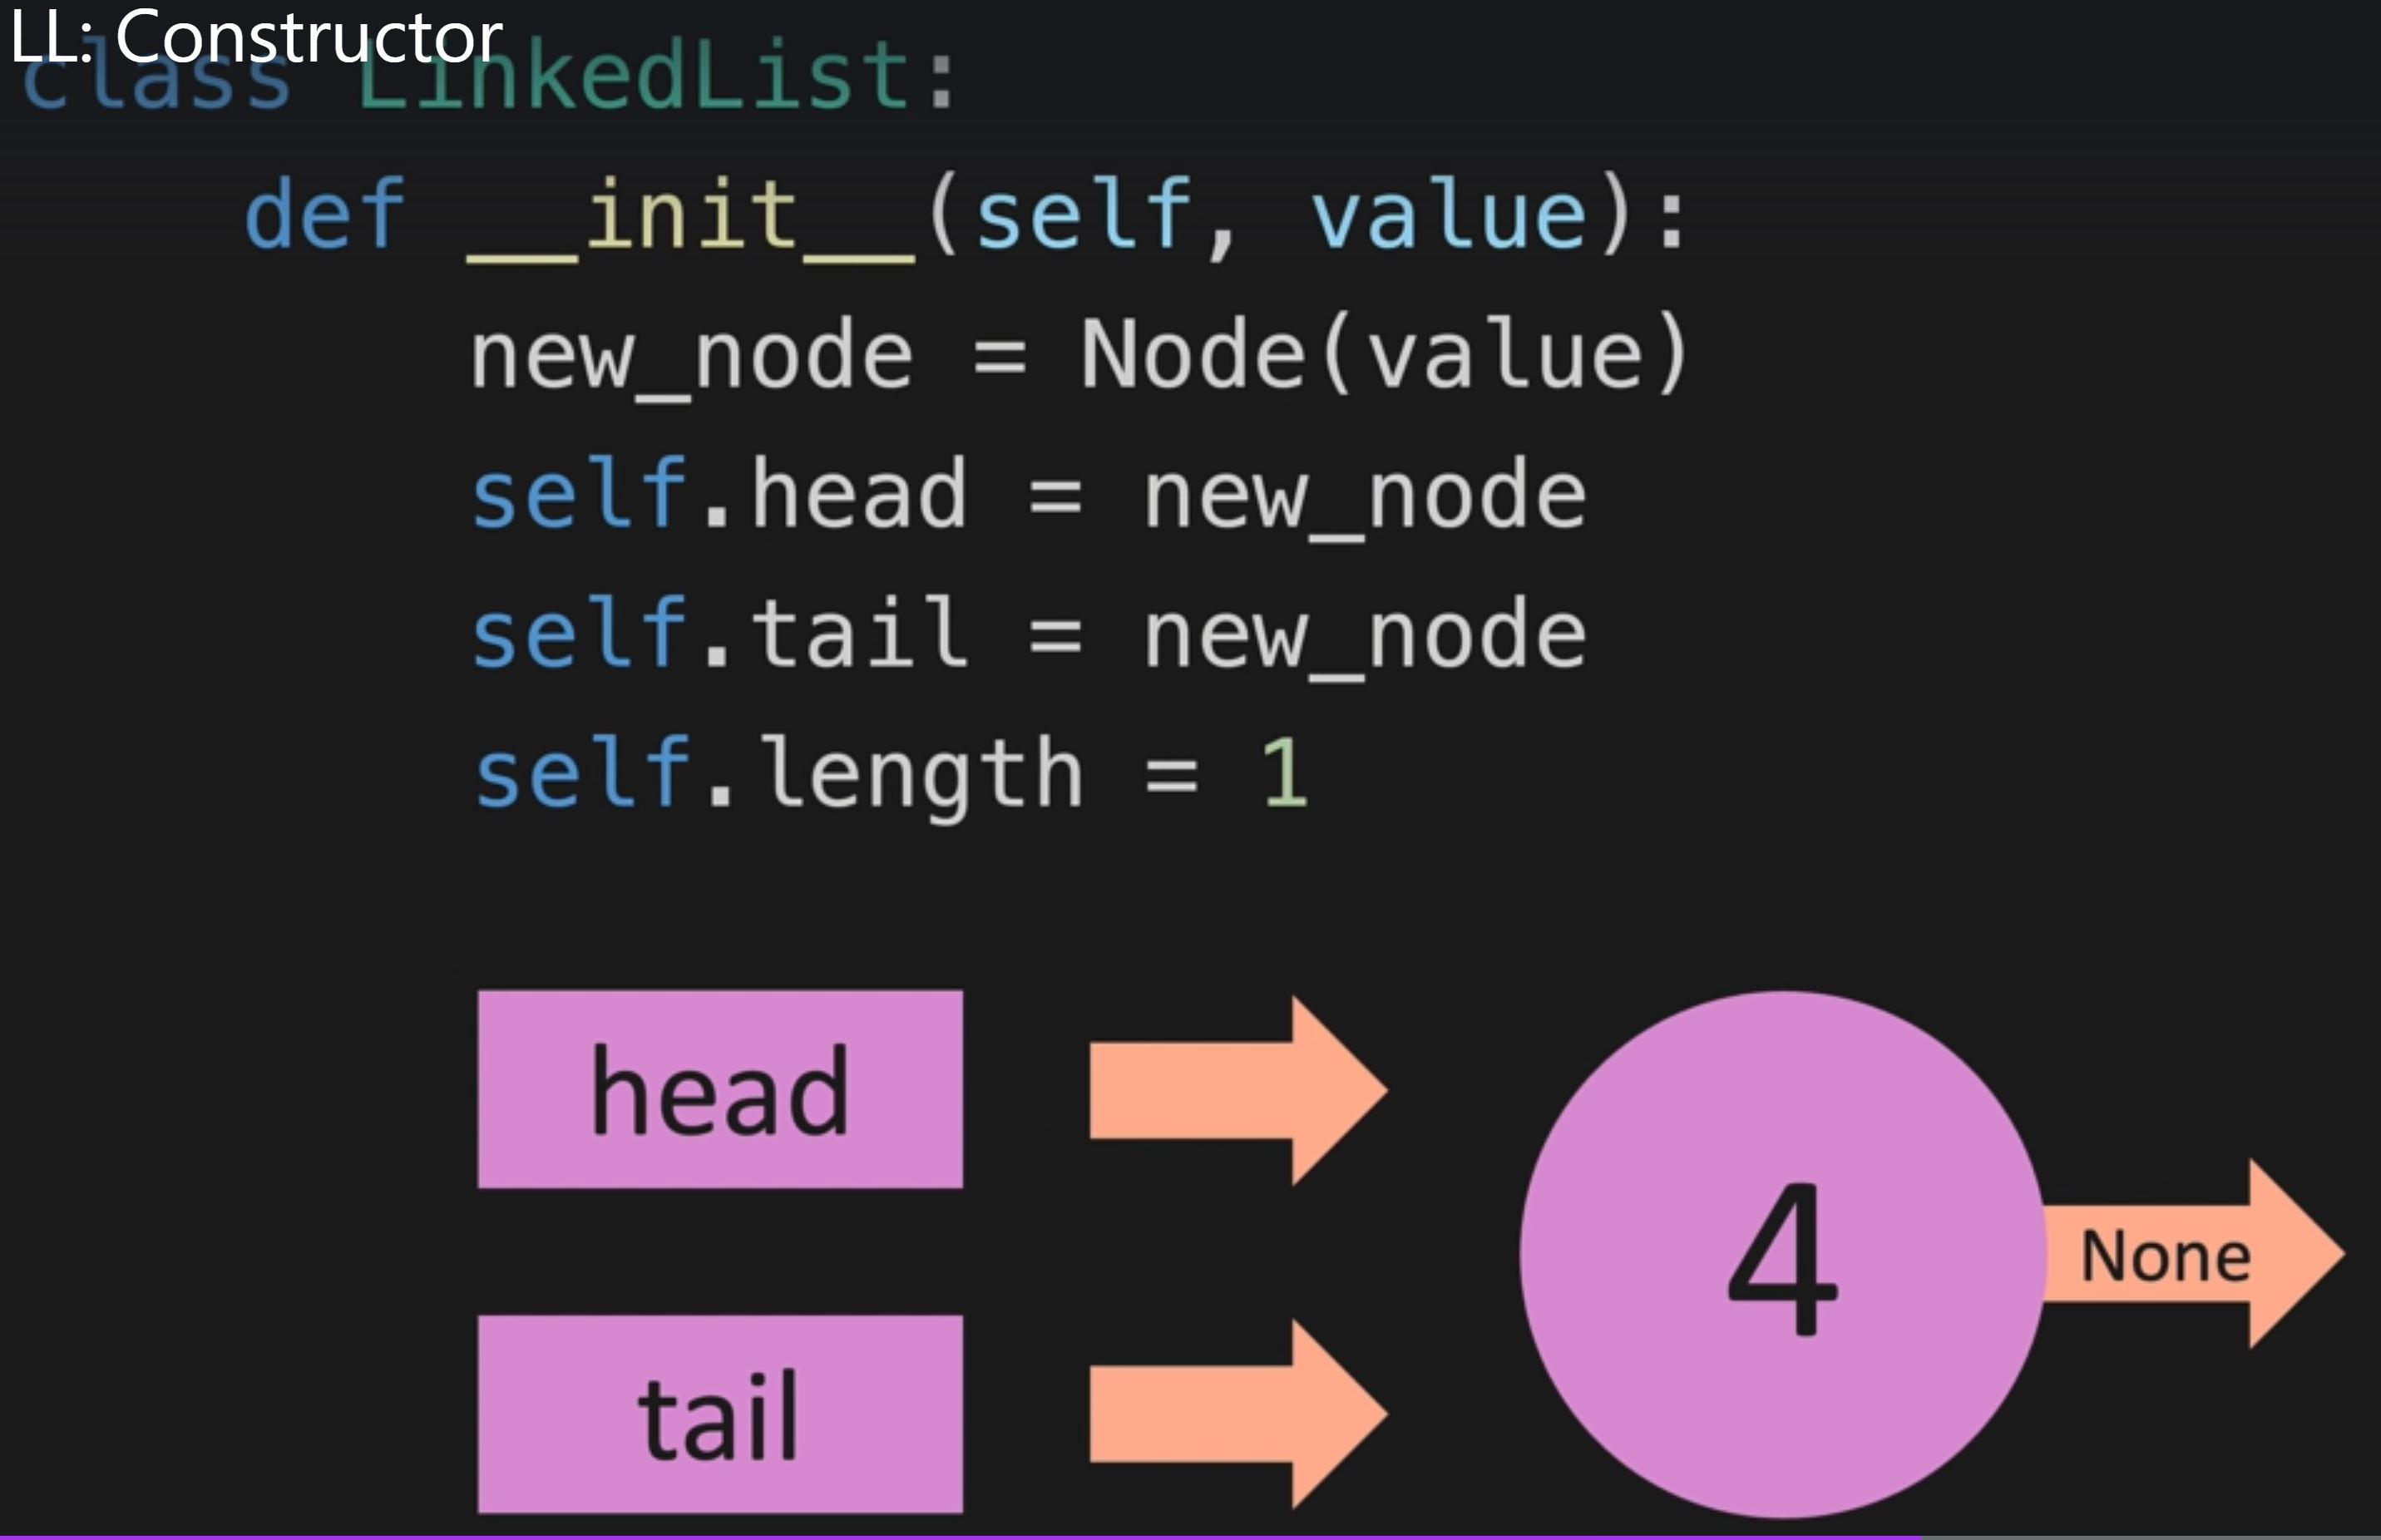 LL: Constructor
class LinkedList:
def __init__(self, value):
new_node = Node(value)
self.head = new_node
self.tail = new_node
self.length = 1
head
4
None
tail